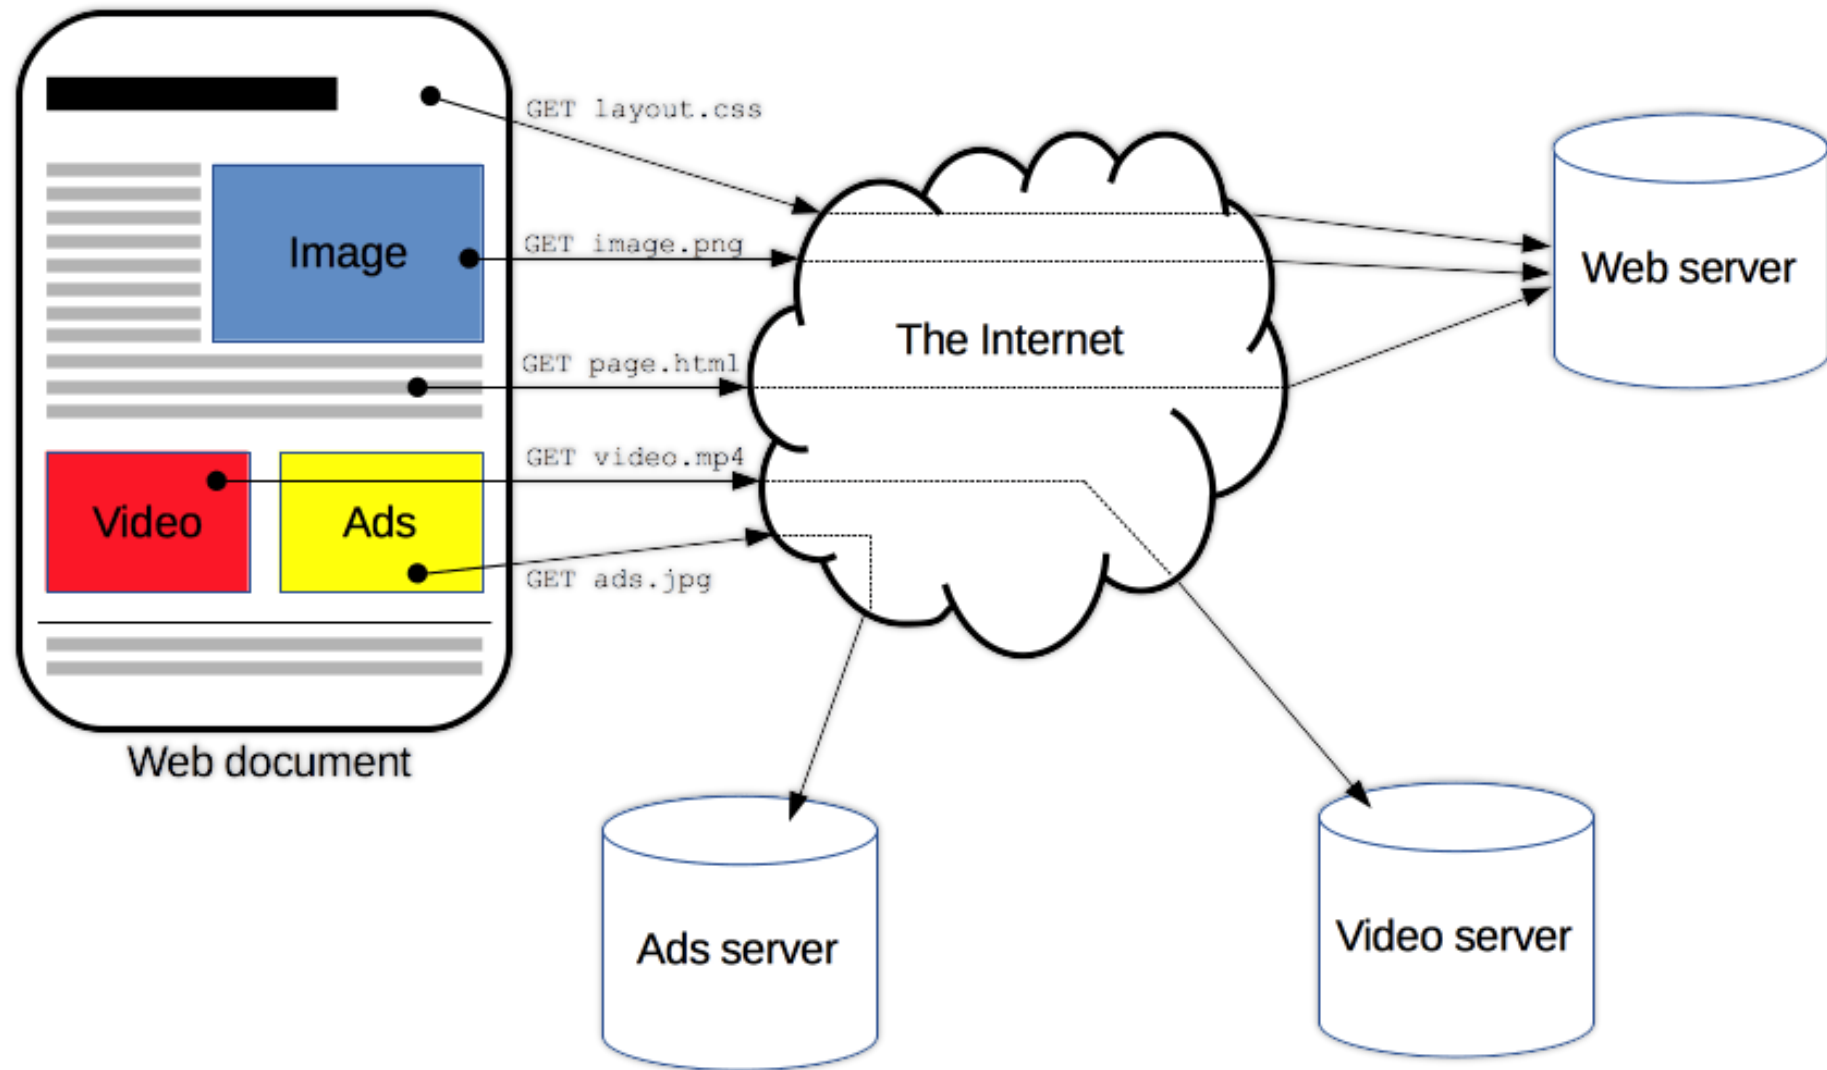 GET layout.css
Image
GET image.png
Web server
The Internet
GET page.html
GET video.mp4
Video
Ads
GET ads.jpg
Web document
Ads server
Video server